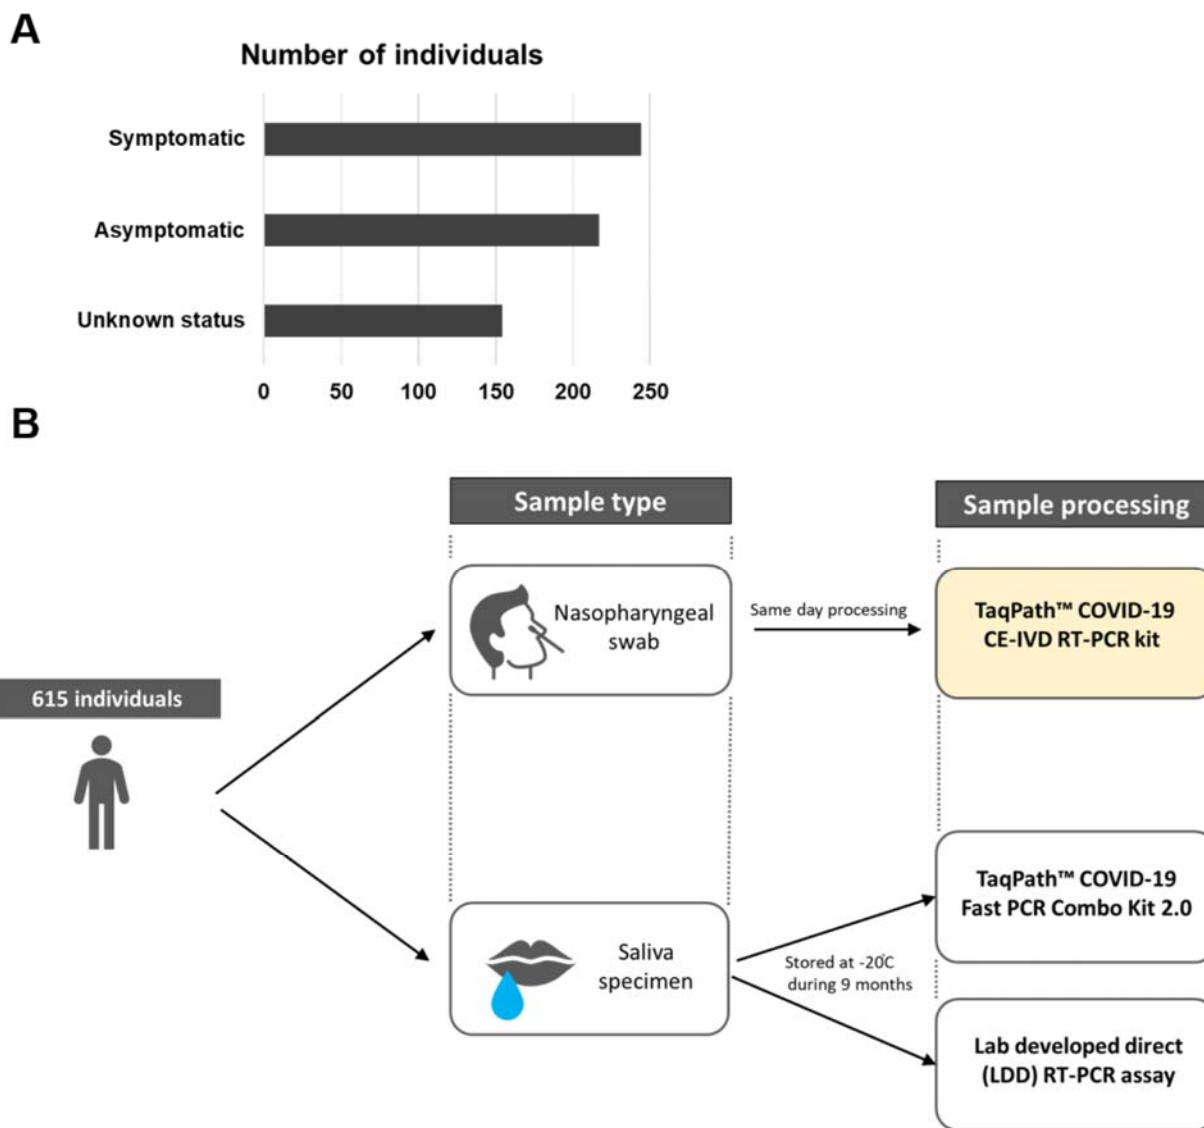 A
Number of individuals
Symptomatic
Asymptomatic
Unknown status
0 50 100 150 200 250
B
Sample type
Sample processing
Nasopharyngeal
swab
Same day processing
TaqPath™ COVID-19
CE-IVD RT-PCR kit
615 individuals
TaqPath™ COVID-19
Fast PCR Combo Kit 2.0
Saliva
specimen
Stored at -20°C
during 9 months
Lab developed direct
(LDD) RT-PCR assay